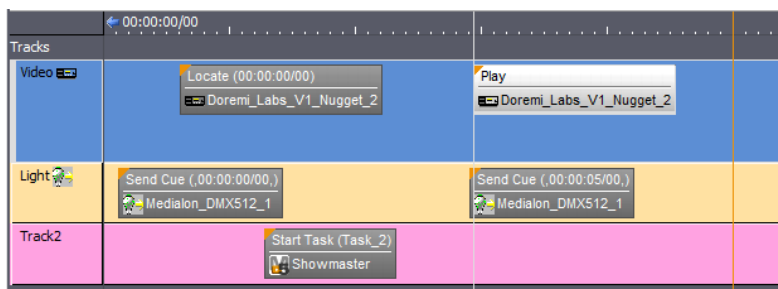 00:00:00/00
Tracks
Video
Locate (00:00:00/00)
Doremi_Labs_V1_Nugget_2
Play
Doremi_Labs_V1_Nugget_2
Light
Send Cue (,00:00:00/00,)
Medialon_DMX512_1
Send Cue (,00:00:05/00,)
Medialon_DMX512_1
Track2
Start Task (Task_2)
Showmaster